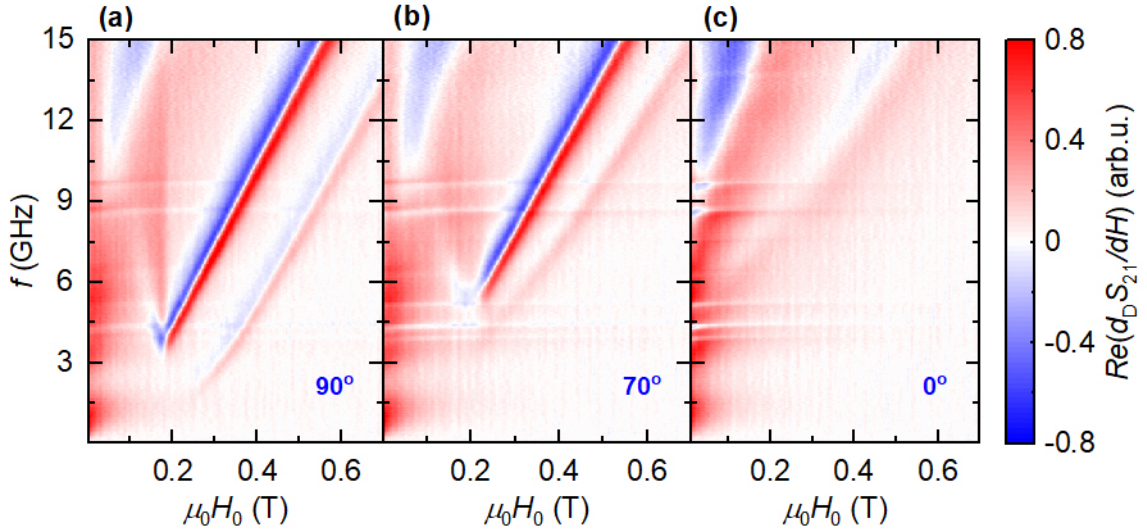 (a) (b) (c)
15 12 9 6 3
f (GHz)
90° 70° 0°
0.2 0.4 0.6 0.2 0.4 0.6 0.2 0.4 0.6
μ₀H₀ (T) μ₀H₀ (T) μ₀H₀ (T)
0.8
0.4
0
-0.4
-0.8
Re(d_D S₂₁/dH) (arb.u.)